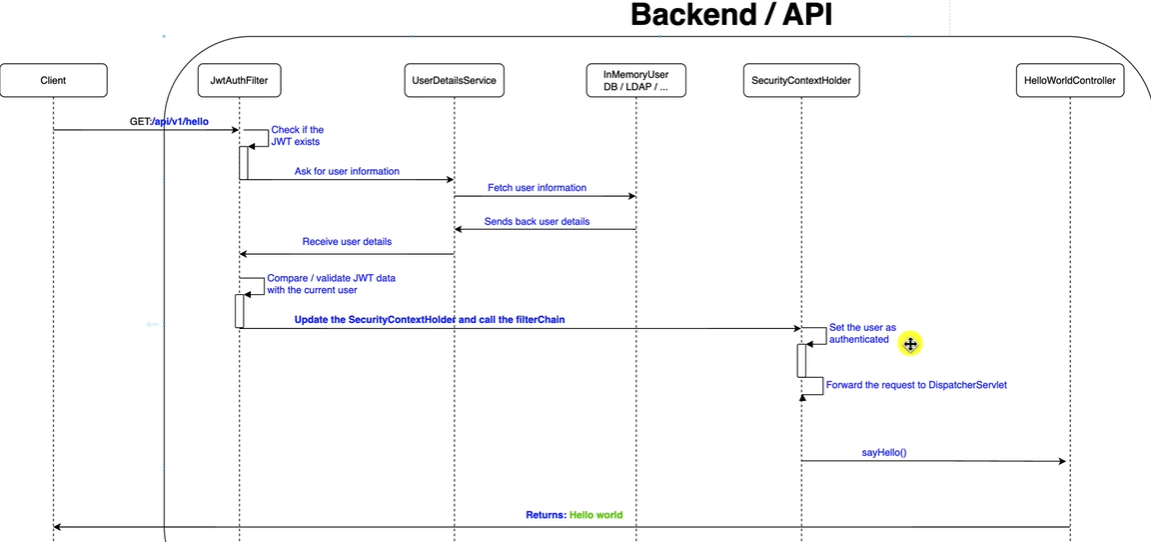 Backend / API
Client
JwtAuthFilter
UserDetailsService
InMemoryUser
DB / LDAP / ...
SecurityContextHolder
HelloWorldController
GET:/api/v1/hello
Check if the
JWT exists
Ask for user information
Fetch user information
Sends back user details
Receive user details
Compare / validate JWT data
with the current user
Update the SecurityContextHolder and call the filterChain
Set the user as
authenticated
Forward the request to DispatcherServlet
sayHello()
Returns: Hello world